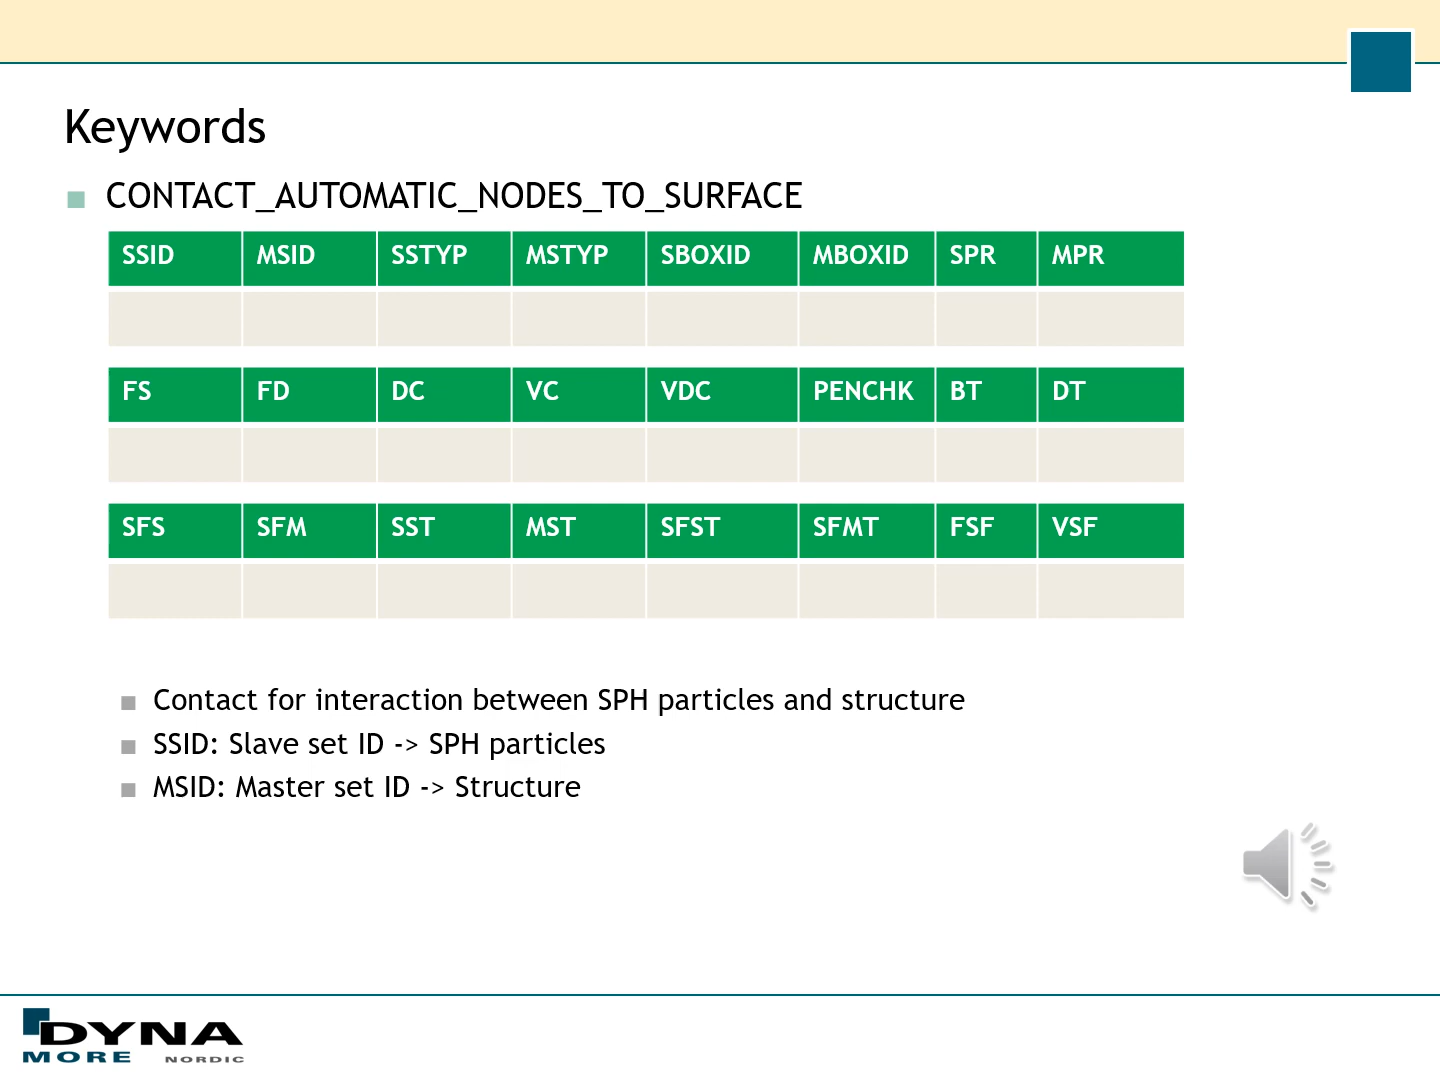 Keywords
CONTACT_AUTOMATIC_NODES_TO_SURFACE
SSID MSID SSTYP MSTYP SBOXID MBOXID SPR MPR
FS FD DC VC VDC PENCHK BT DT
SFS SFM SST MST SFST SFMT FSF VSF
Contact for interaction between SPH particles and structure
SSID: Slave set ID -> SPH particles
MSID: Master set ID -> Structure
DYNA
MORE NORDIC